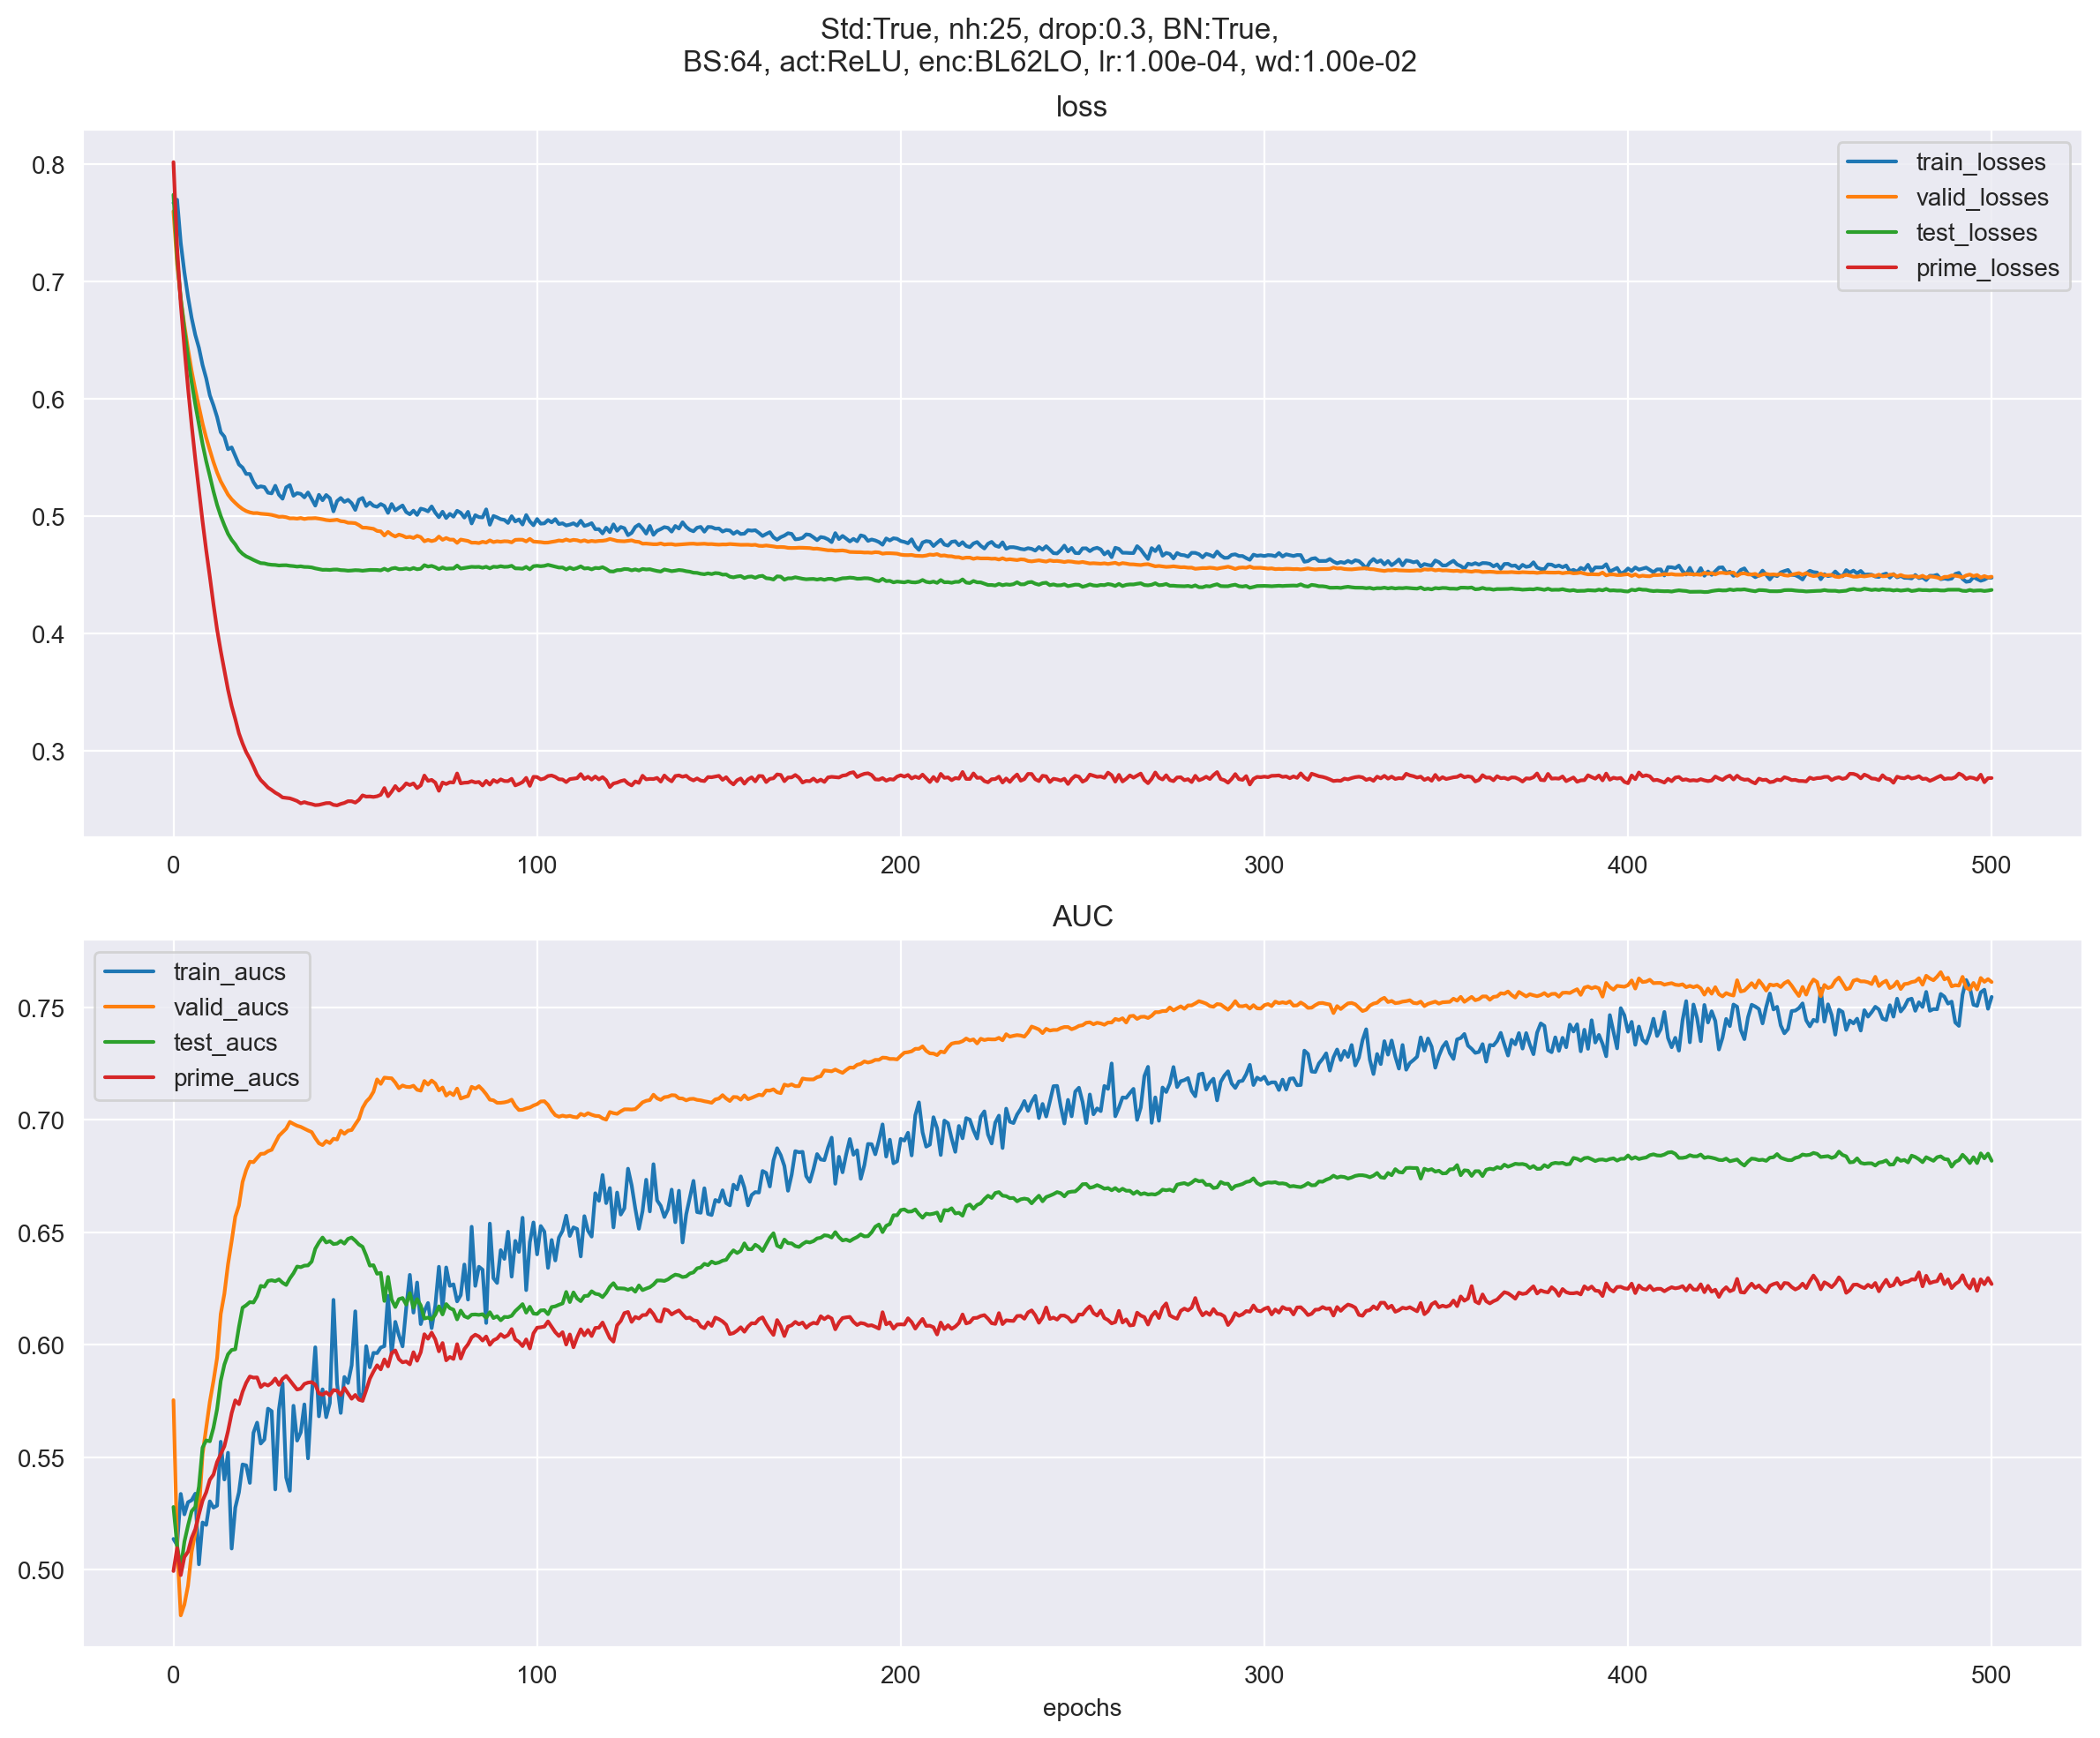 Std:True, nh:25, drop:0.3, BN:True,
BS:64, act:ReLU, enc:BL62LO, lr:1.00e-04, wd:1.00e-02
loss
0.8
0.7
0.6
0.5
0.4
0.3
train_losses
valid_losses
test_losses
prime_losses
0
100
200
300
400
500
AUC
0.75
0.70
0.65
0.60
0.55
0.50
train_aucs
valid_aucs
test_aucs
prime_aucs
0
100
200
300
400
500
epochs